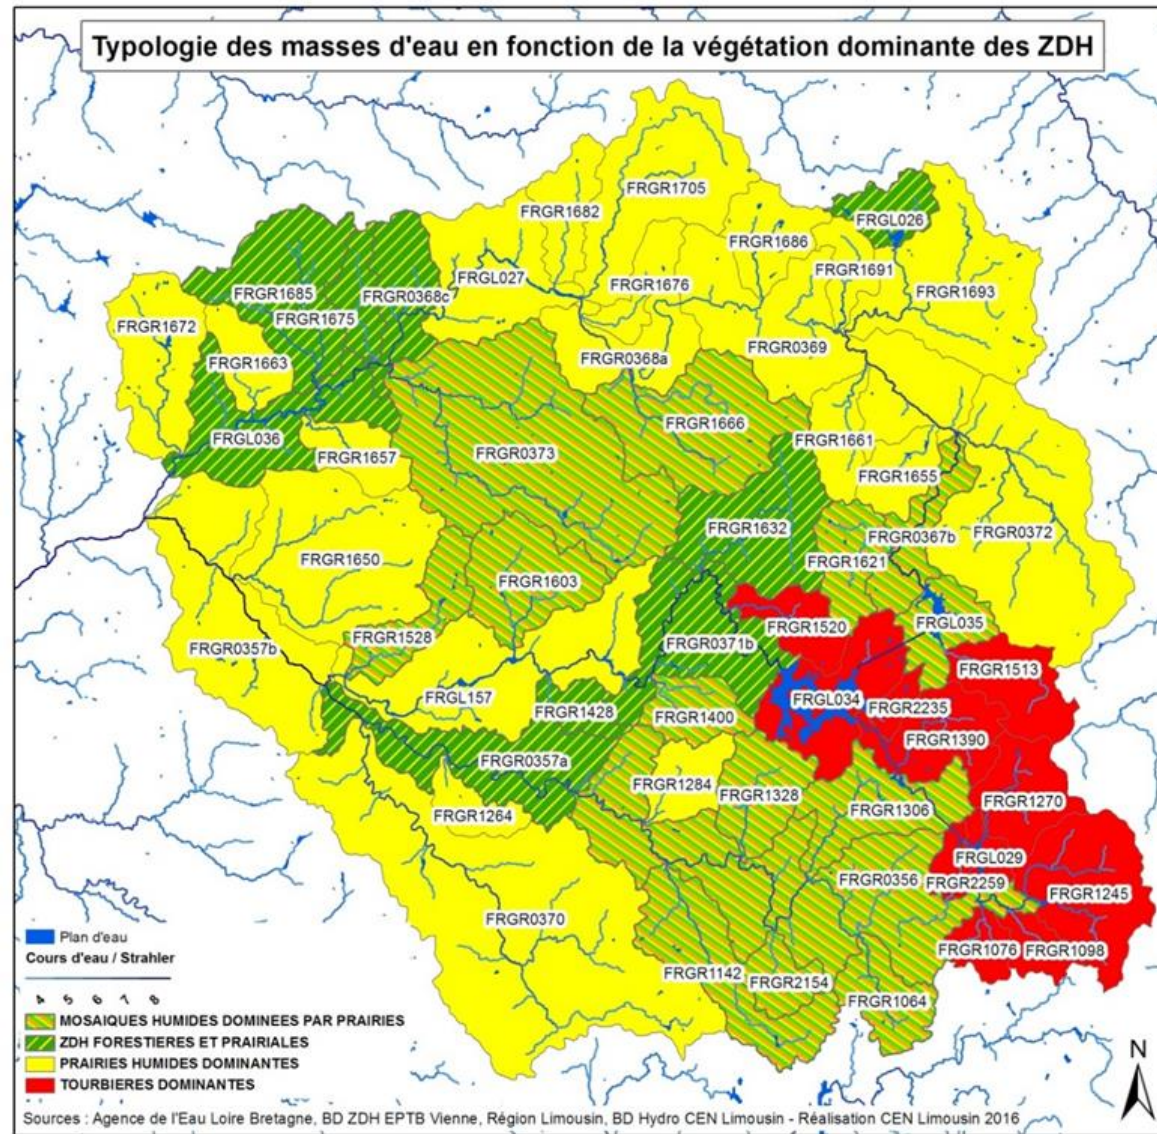 Typologie des masses d'eau en fonction de la végétation dominante des ZDH
FRGR1705
FRGR1682
FRGL026
FRGR1686
FRGL027
FRGR1691
FRGR1676
FRGR1685
FRGR0368c
FRGR1693
FRGR1675
FRGR1672
FRGR0369
FRGR0368a
FRGR1663
FRGR1666
FRGL036
FRGR1661
FRGR0373
FRGR1657
FRGR1655
FRGR1632
FRGR0367b
FRGR0372
FRGR1650
FRGR1621
FRGR1603
FRGR1520
FRGL035
FRGR1528
FRGR0371b
FRGR0357b
FRGR1513
FRGL157
FRGL034
FRGR2235
FRGR1428
FRGR1400
FRGR1390
FRGR0357a
FRGR1284
FRGR1328
FRGR1270
FRGR1306
FRGR1264
FRGL029
FRGR0356
FRGR2259
FRGR1245
FRGR0370
FRGR1076
FRGR1098
FRGR1142
FRGR2154
FRGR1064
Plan d'eau
Cours d'eau / Strahler
4 5 6 7 8
MOSAIQUES HUMIDES DOMINEES PAR PRAIRIES
ZDH FORESTIERES ET PRAIRIALES
PRAIRIES HUMIDES DOMINANTES
TOURBIERES DOMINANTES
N
Sources : Agence de l'Eau Loire Bretagne, BD ZDH EPTB Vienne, Région Limousin, BD Hydro CEN Limousin - Réalisation CEN Limousin 2016